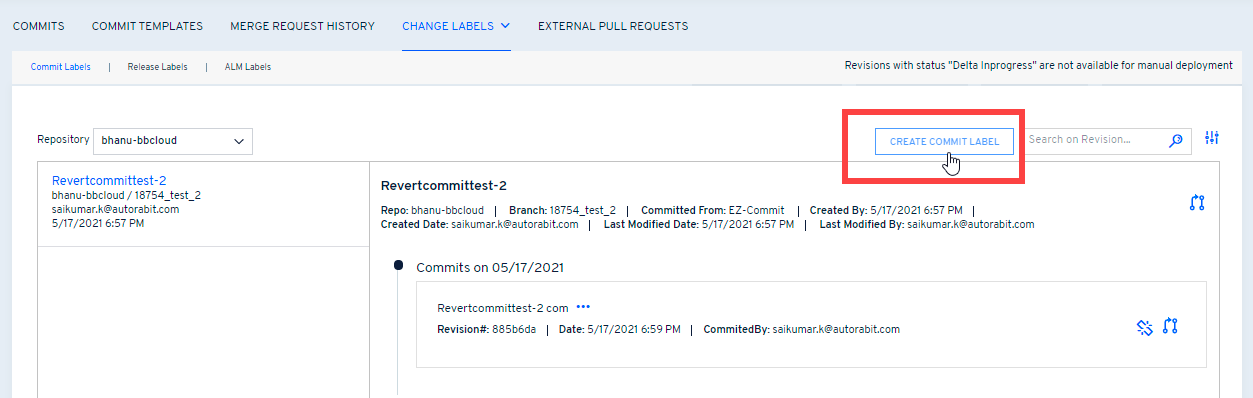 COMMITS COMMIT TEMPLATES MERGE REQUEST HISTORY CHANGE LABELS EXTERNAL PULL REQUESTS
Commit Labels | Release Labels | ALM Labels
Revisions with status "Delta Inprogress" are not available for manual deployment
Repository bhanu-bbcloud
CREATE COMMIT LABEL
Search on Revision...
Revertcommittest-2
bhanu-bbcloud / 18754_test_2
saikumar.k@autorabit.com
5/17/2021 6:57 PM
Revertcommittest-2
Repo: bhanu-bbcloud | Branch: 18754_test_2 | Committed From: EZ-Commit | Created By: 5/17/2021 6:57 PM |
Created Date: saikumar.k@autorabit.com | Last Modified Date: 5/17/2021 6:57 PM | Last Modified By: saikumar.k@autorabit.com
Commits on 05/17/2021
Revertcommittest-2 com •••
Revision#: 885b6da | Date: 5/17/2021 6:59 PM | CommitedBy: saikumar.k@autorabit.com